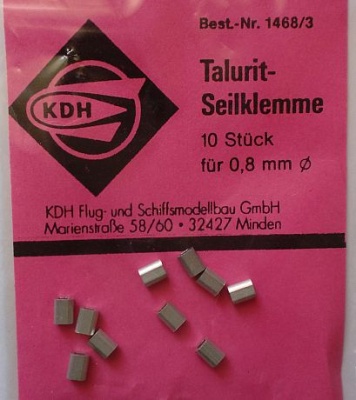 Best.-Nr. 1468/3
KDH
Talurit-
Seilklemme
10 Stück
für 0,8 mm Ø
KDH Flug- und Schiffsmodellbau GmbH
Marienstraße 58/60 • 32427 Minden